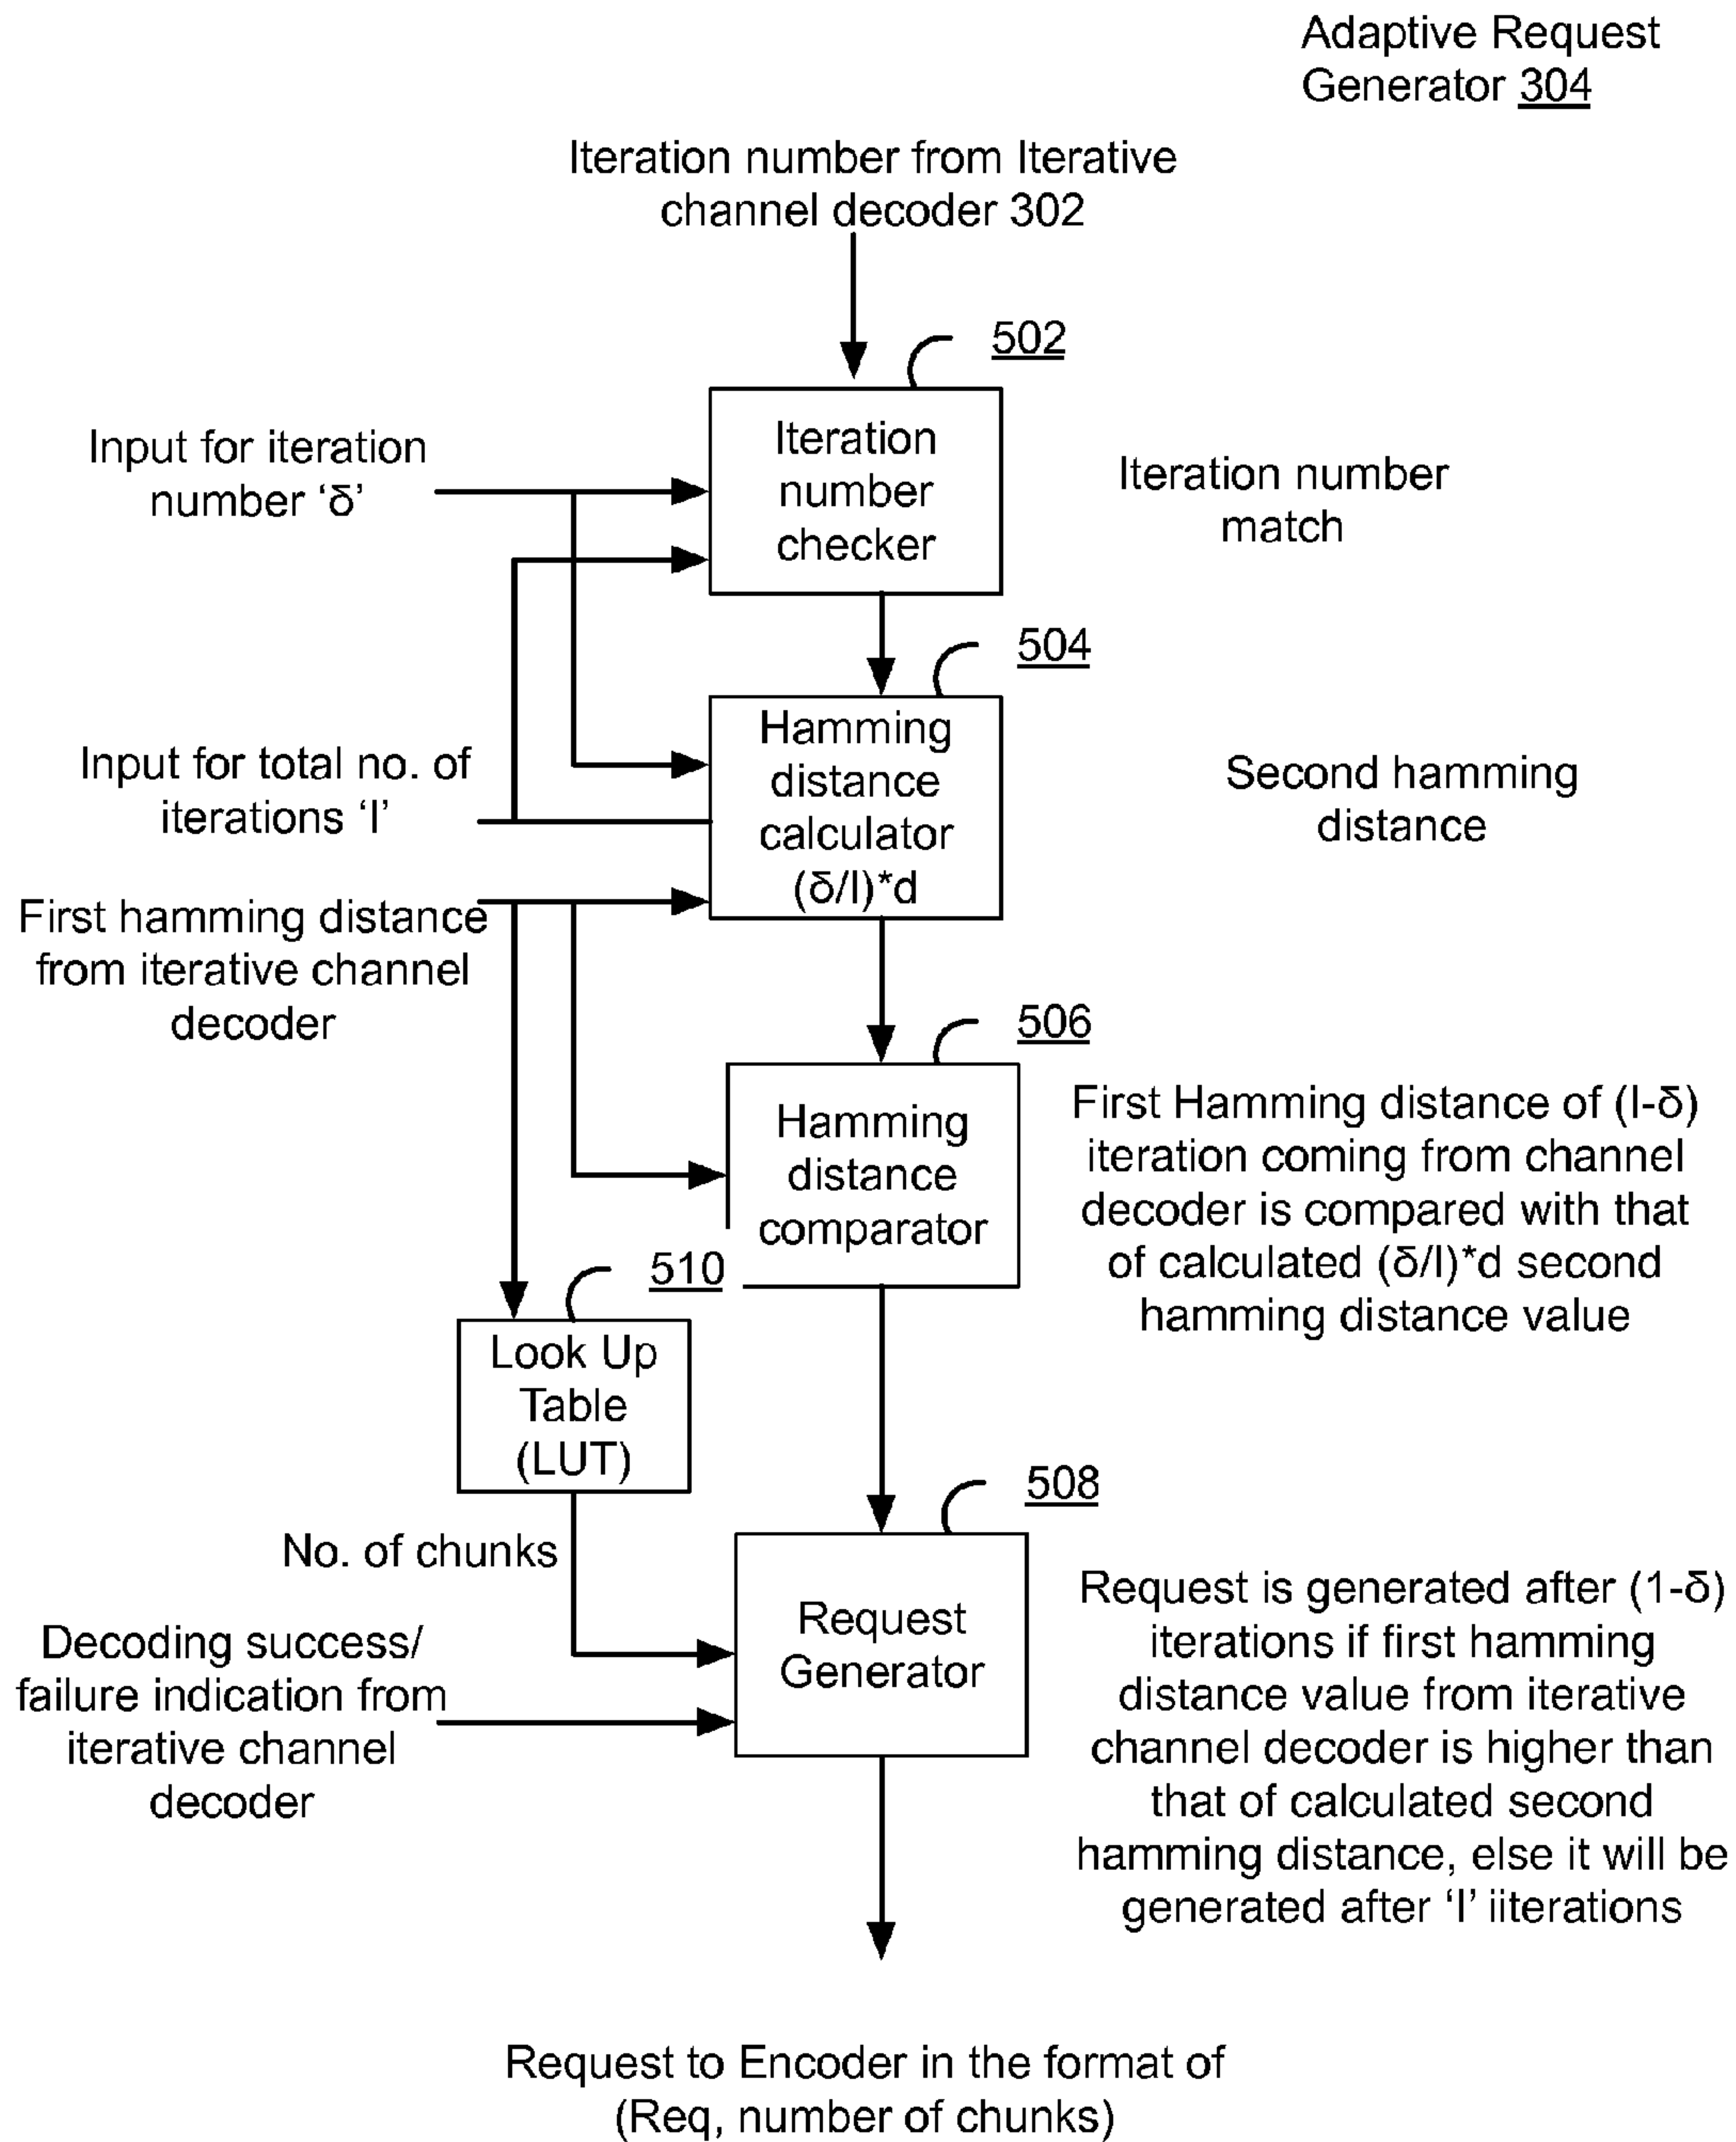 Adaptive Request
Generator 304
Iteration number from Iterative
channel decoder 302
502
Input for iteration
number ‘δ’
Iteration
number
checker
Iteration number
match
504
Input for total no. of
iterations ‘I’
Hamming
distance
calculator
(δ/I)*d
Second hamming
distance
First hamming distance
from iterative channel
decoder
506
Hamming
distance
comparator
First Hamming distance of (I-δ)
iteration coming from channel
decoder is compared with that
of calculated (δ/I)*d second
hamming distance value
510
Look Up
Table
(LUT)
508
No. of chunks
Decoding success/
failure indication from
iterative channel
decoder
Request
Generator
Request is generated after (1-δ)
iterations if first hamming
distance value from iterative
channel decoder is higher than
that of calculated second
hamming distance, else it will be
generated after ‘I’ iiterations
Request to Encoder in the format of
(Req, number of chunks)